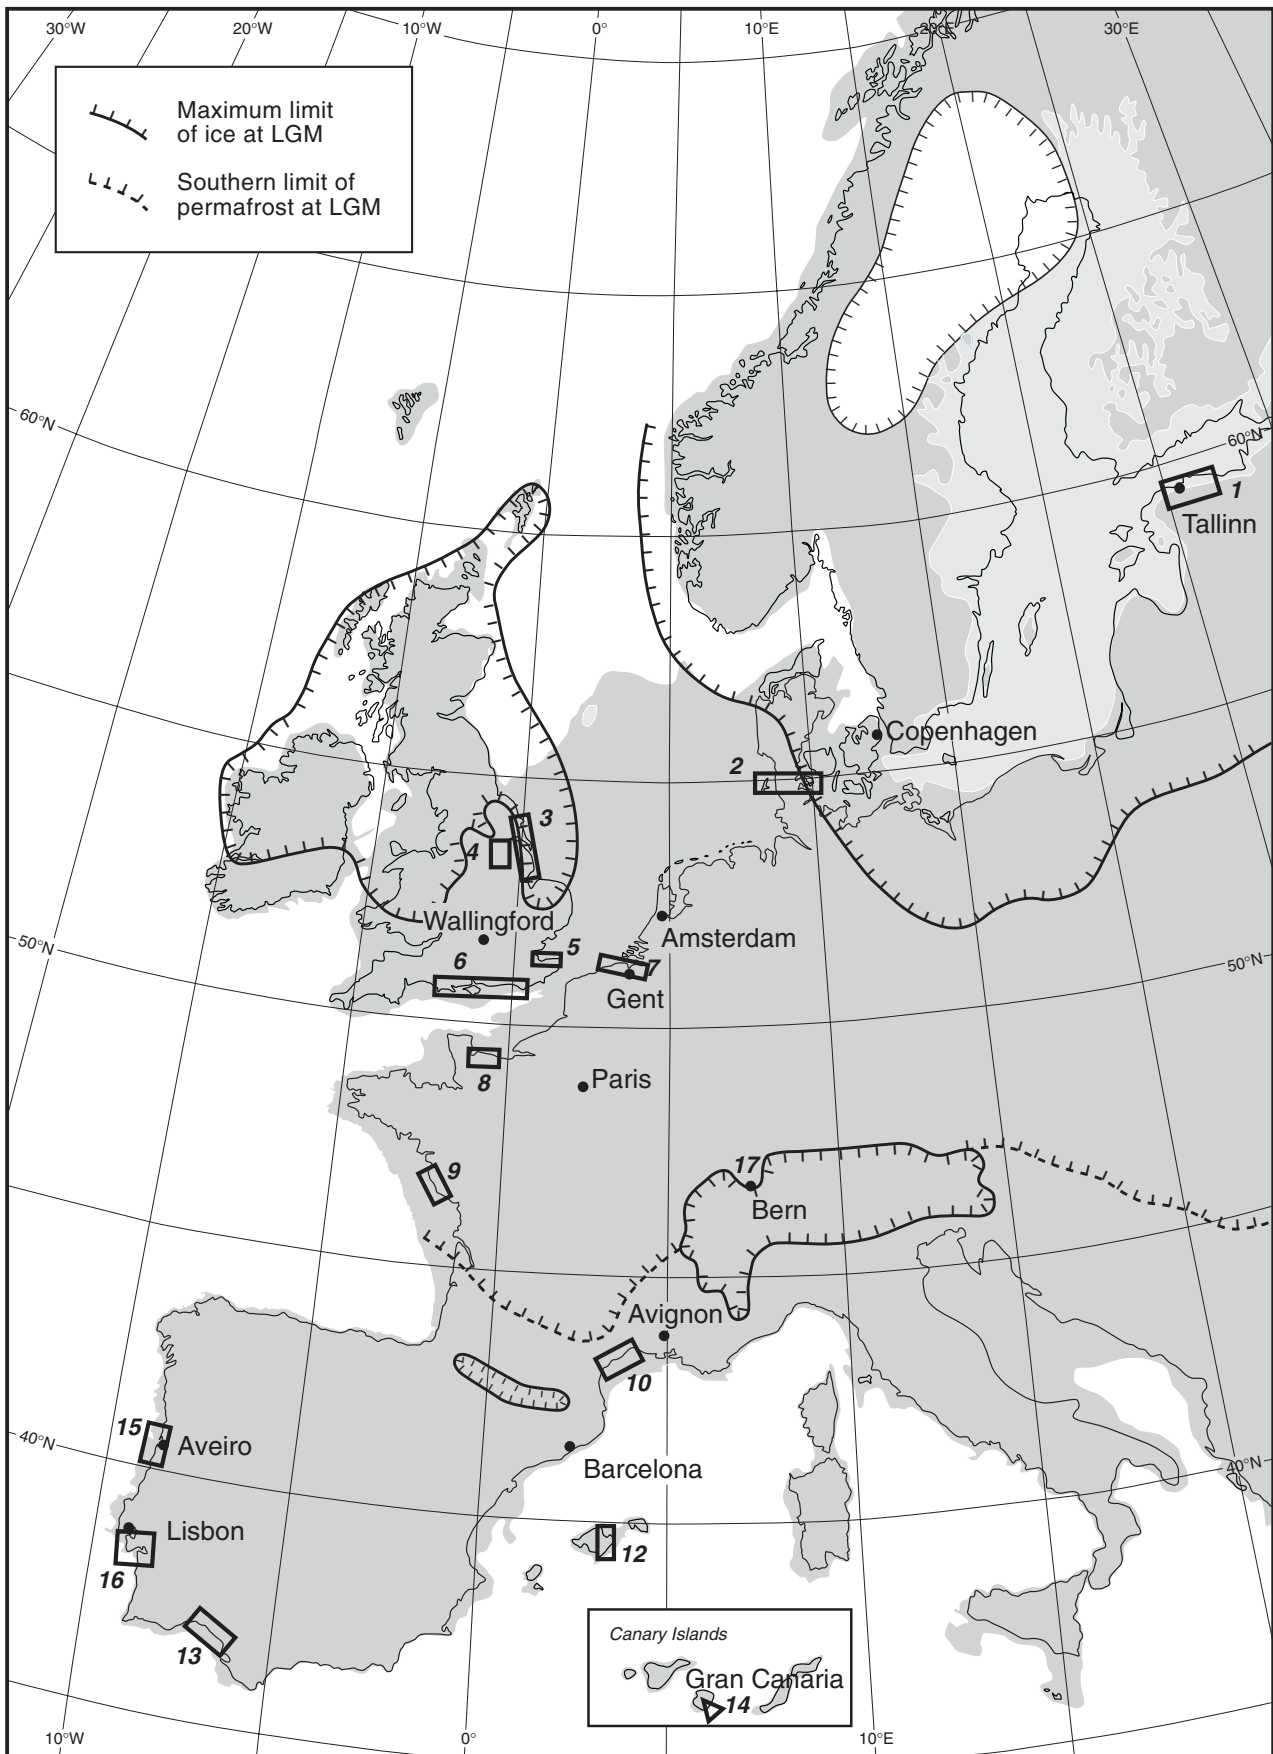 30°W
20°W
10°W
0°
10°E
20°E
30°E
Maximum limit
of ice at LGM
Southern limit of
permafrost at LGM
60°N
60°N
1
Tallinn
Copenhagen
2
3
4
Wallingford
Amsterdam
5
6
7
50°N
50°N
Gent
8
Paris
9
17
Bern
Avignon
10
15
Aveiro
40°N
40°N
Barcelona
Lisbon
12
16
13
Canary Islands
Gran Canaria
14
10°W
0°
10°E